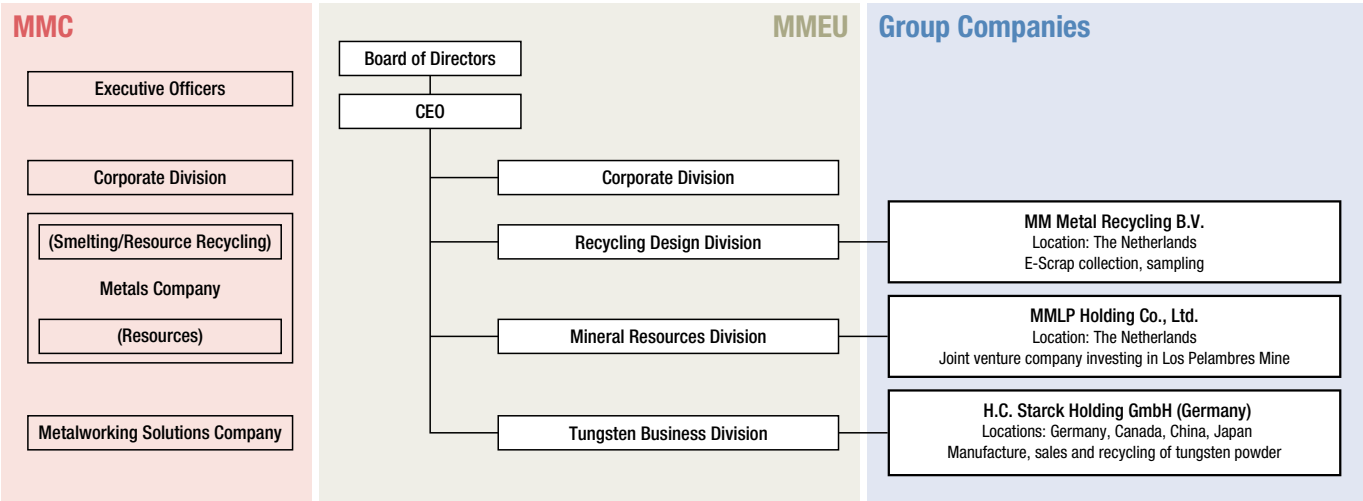 MMC
Executive Officers
Corporate Division
(Smelting/Resource Recycling)
Metals Company
(Resources)
Metalworking Solutions Company
MMEU
Board of Directors
CEO
Corporate Division
Recycling Design Division
Mineral Resources Division
Tungsten Business Division
Group Companies
MM Metal Recycling B.V.
Location: The Netherlands
E-Scrap collection, sampling
MMLP Holding Co., Ltd.
Location: The Netherlands
Joint venture company investing in Los Pelambres Mine
H.C. Starck Holding GmbH (Germany)
Locations: Germany, Canada, China, Japan
Manufacture, sales and recycling of tungsten powder